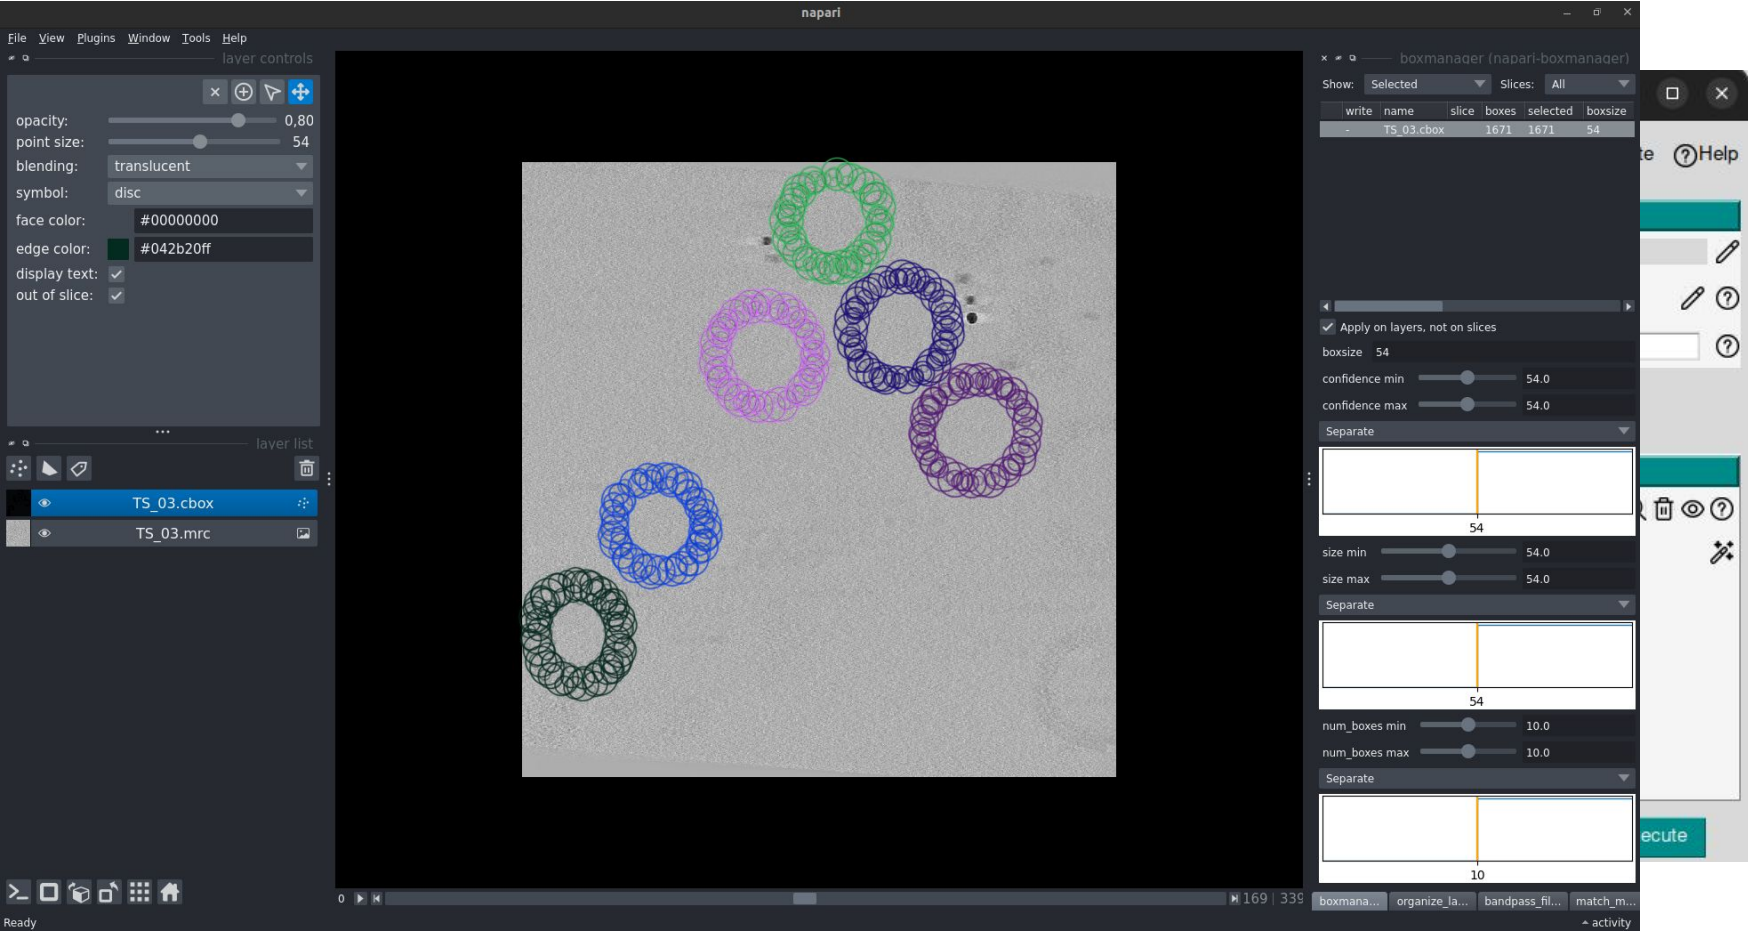 napari
File View Plugins Window Tools Help
layer controls
opacity: 0,80
point size: 54
blending: translucent
symbol: disc
face color: #00000000
edge color: #042b20ff
display text:
out of slice:
layer list
TS_03.cbox
TS_03.mrc
Ready
0 169 | 339
boxmanager (napari-boxmanager)
Show: Selected Slices: All
write name slice boxes selected boxsize
- TS_03.cbox 1671 1671 54
Apply on layers, not on slices
boxsize 54
confidence min 54.0
confidence max 54.0
Separate
54
size min 54.0
size max 54.0
Separate
54
num_boxes min 10.0
num_boxes max 10.0
Separate
10
boxmana... organize_la... bandpass_fil... match_m...
activity
te Help
ecute